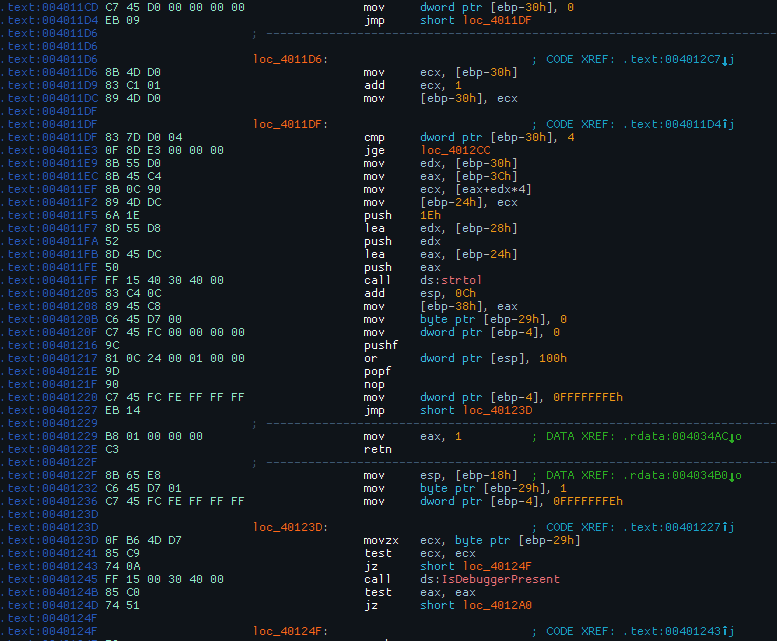 .text:004011CD C7 45 D0 00 00 00 00 mov dword ptr [ebp-30h], 0
.text:004011D4 EB 09 jmp short loc_4011DF
.text:004011D6 ; ---------------------------------------------------------------------------
.text:004011D6
.text:004011D6 loc_4011D6: ; CODE XREF: .text:004012C7↓j
.text:004011D6 8B 4D D0 mov ecx, [ebp-30h]
.text:004011D9 83 C1 01 add ecx, 1
.text:004011DC 89 4D D0 mov [ebp-30h], ecx
.text:004011DF
.text:004011DF loc_4011DF: ; CODE XREF: .text:004011D4↑j
.text:004011DF 83 7D D0 04 cmp dword ptr [ebp-30h], 4
.text:004011E3 0F 8D E3 00 00 00 jge loc_4012CC
.text:004011E9 8B 55 D0 mov edx, [ebp-30h]
.text:004011EC 8B 45 C4 mov eax, [ebp-3Ch]
.text:004011EF 8B 0C 90 mov ecx, [eax+edx*4]
.text:004011F2 89 4D DC mov [ebp-24h], ecx
.text:004011F5 6A 1E push 1Eh
.text:004011F7 8D 55 D8 lea edx, [ebp-28h]
.text:004011FA 52 push edx
.text:004011FB 8D 45 DC lea eax, [ebp-24h]
.text:004011FE 50 push eax
.text:004011FF FF 15 40 30 40 00 call ds:strtol
.text:00401205 83 C4 0C add esp, 0Ch
.text:00401208 89 45 C8 mov [ebp-38h], eax
.text:0040120B C6 45 D7 00 mov byte ptr [ebp-29h], 0
.text:0040120F C7 45 FC 00 00 00 00 mov dword ptr [ebp-4], 0
.text:00401216 9C pushf
.text:00401217 81 0C 24 00 01 00 00 or dword ptr [esp], 100h
.text:0040121E 9D popf
.text:0040121F 90 nop
.text:00401220 C7 45 FC FE FF FF FF mov dword ptr [ebp-4], 0FFFFFFFEh
.text:00401227 EB 14 jmp short loc_40123D
.text:00401229 ; ---------------------------------------------------------------------------
.text:00401229 B8 01 00 00 00 mov eax, 1 ; DATA XREF: .rdata:004034AC↓o
.text:0040122E C3 retn
.text:0040122F ; ---------------------------------------------------------------------------
.text:0040122F 8B 65 E8 mov esp, [ebp-18h] ; DATA XREF: .rdata:004034B0↓o
.text:00401232 C6 45 D7 01 mov byte ptr [ebp-29h], 1
.text:00401236 C7 45 FC FE FF FF FF mov dword ptr [ebp-4], 0FFFFFFFEh
.text:0040123D
.text:0040123D loc_40123D: ; CODE XREF: .text:00401227↑j
.text:0040123D 0F B6 4D D7 movzx ecx, byte ptr [ebp-29h]
.text:00401241 85 C9 test ecx, ecx
.text:00401243 74 0A jz short loc_40124F
.text:00401245 FF 15 00 30 40 00 call ds:IsDebuggerPresent
.text:0040124B 85 C0 test eax, eax
.text:0040124D 74 51 jz short loc_4012A0
.text:0040124F
.text:0040124F loc_40124F: ; CODE XREF: .text:00401243↑j